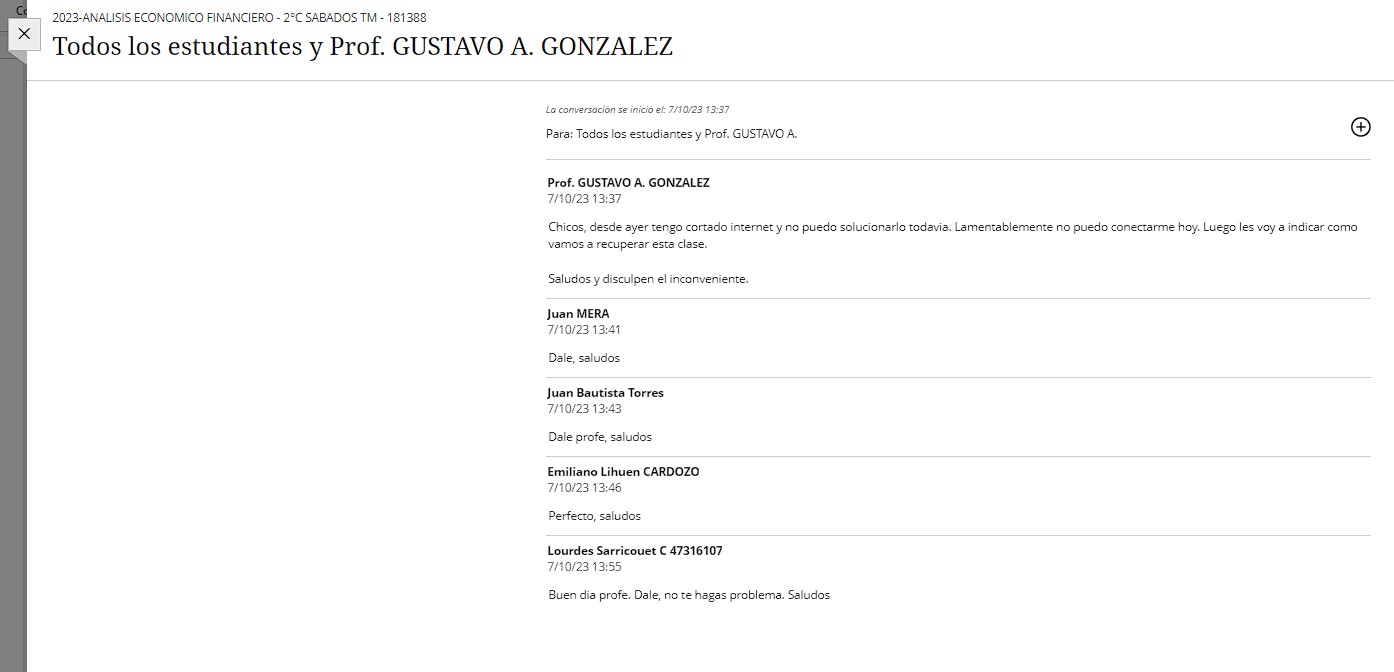 Co
2023-ANALISIS ECONOMICO FINANCIERO - 2°C SABADOS TM - 181388
Todos los estudiantes y Prof. GUSTAVO A. GONZALEZ
La conversación se inició el: 7/10/23 13:37
Para: Todos los estudiantes y Prof. GUSTAVO A.
Prof. GUSTAVO A. GONZALEZ
7/10/23 13:37
Chicos, desde ayer tengo cortado internet y no puedo solucionarlo todavia. Lamentablemente no puedo conectarme hoy. Luego les voy a indicar como
vamos a recuperar esta clase.
Saludos y disculpen el inconveniente.
Juan MERA
7/10/23 13:41
Dale, saludos
Juan Bautista Torres
7/10/23 13:43
Dale profe, saludos
Emiliano Lihuen CARDOZO
7/10/23 13:46
Perfecto, saludos
Lourdes Sarricouet C 47316107
7/10/23 13:55
Buen dia profe. Dale, no te hagas problema. Saludos